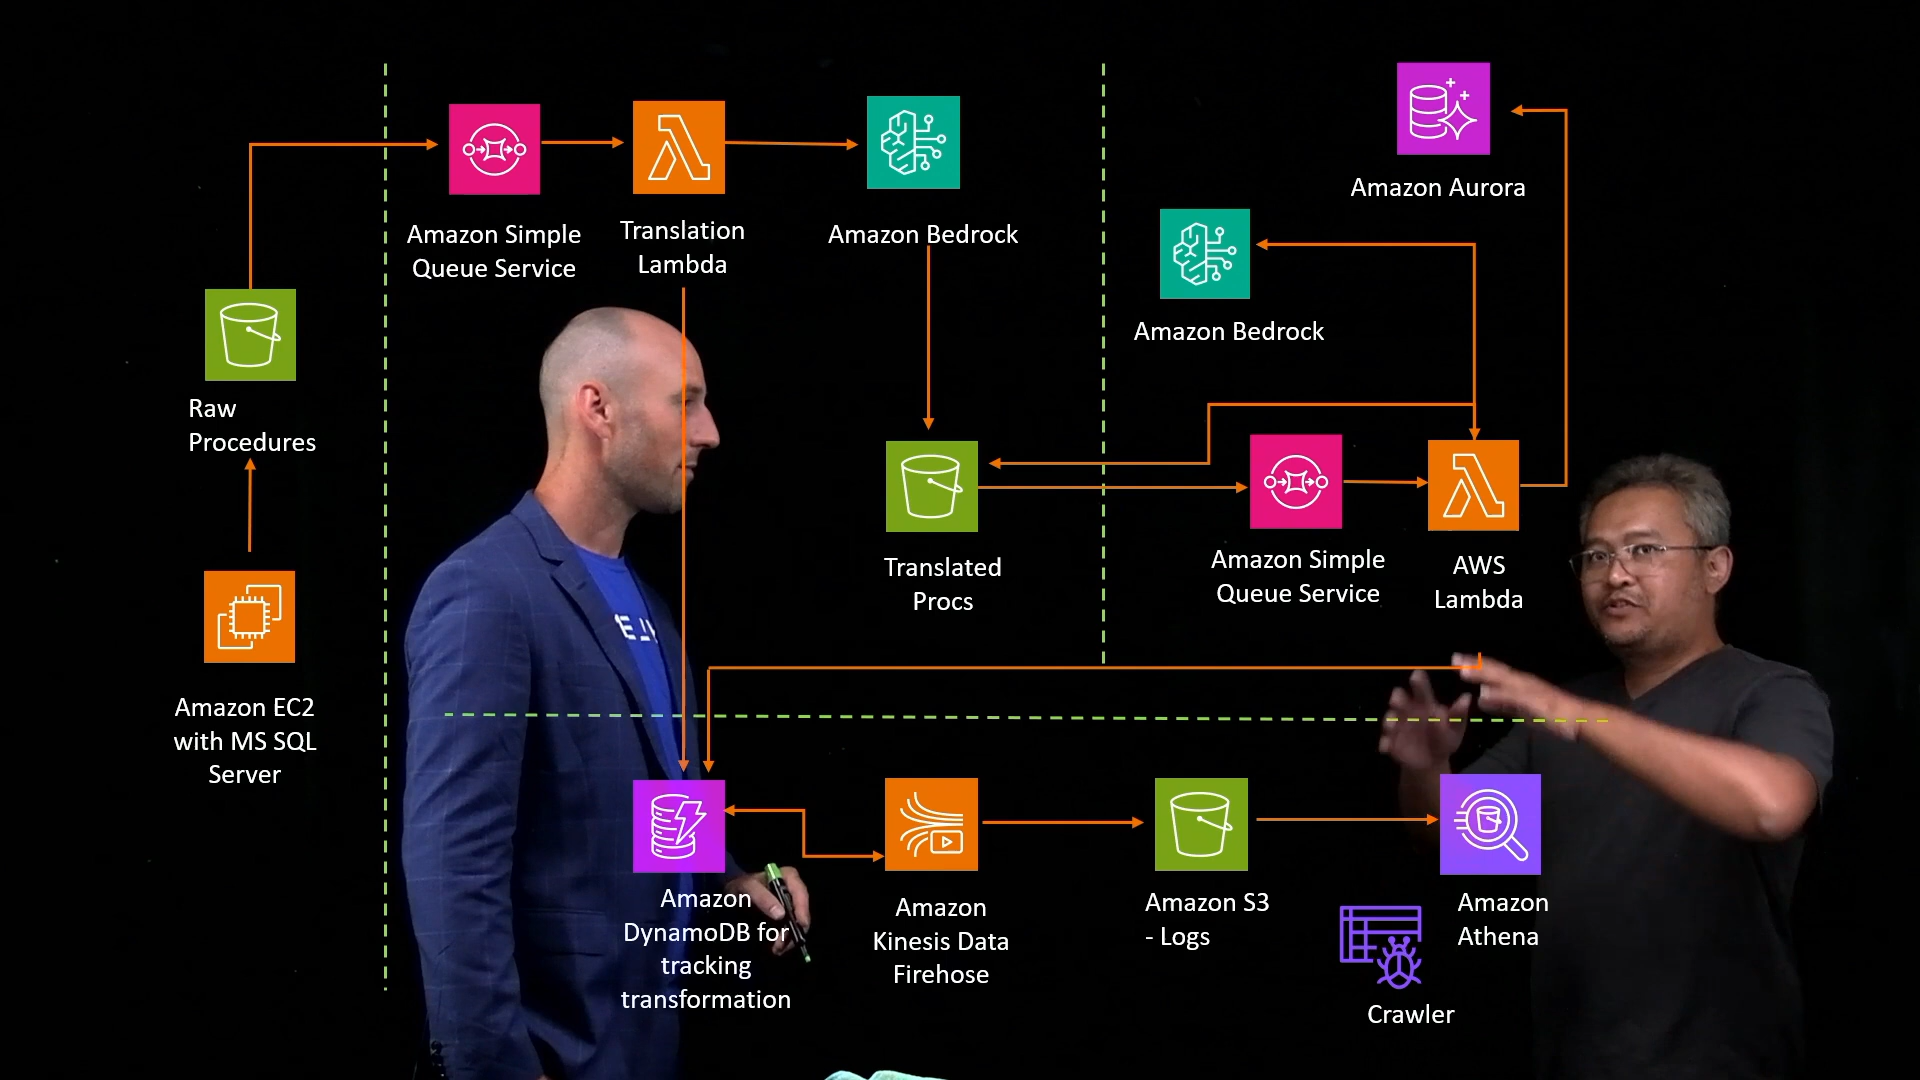 Amazon Aurora
Amazon Simple
Queue Service
Translation
Lambda
Amazon Bedrock
Amazon Bedrock
Raw
Procedures
Translated
Procs
Amazon Simple
Queue Service
AWS
Lambda
Amazon EC2
with MS SQL
Server
Amazon
DynamoDB for
tracking
transformation
Amazon
Kinesis Data
Firehose
Amazon S3
- Logs
Amazon
Athena
Crawler